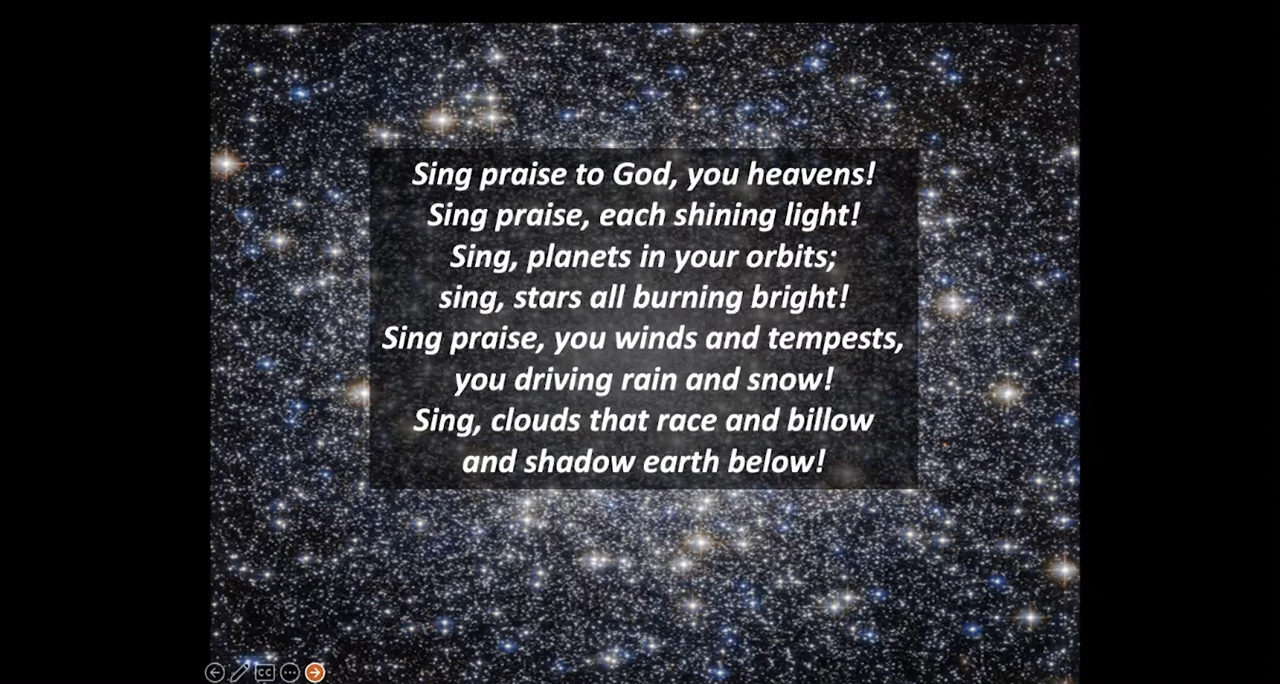 Sing praise to God, you heavens!
Sing praise, each shining light!
Sing, planets in your orbits;
sing, stars all burning bright!
Sing praise, you winds and tempests,
you driving rain and snow!
Sing, clouds that race and billow
and shadow earth below!
CC